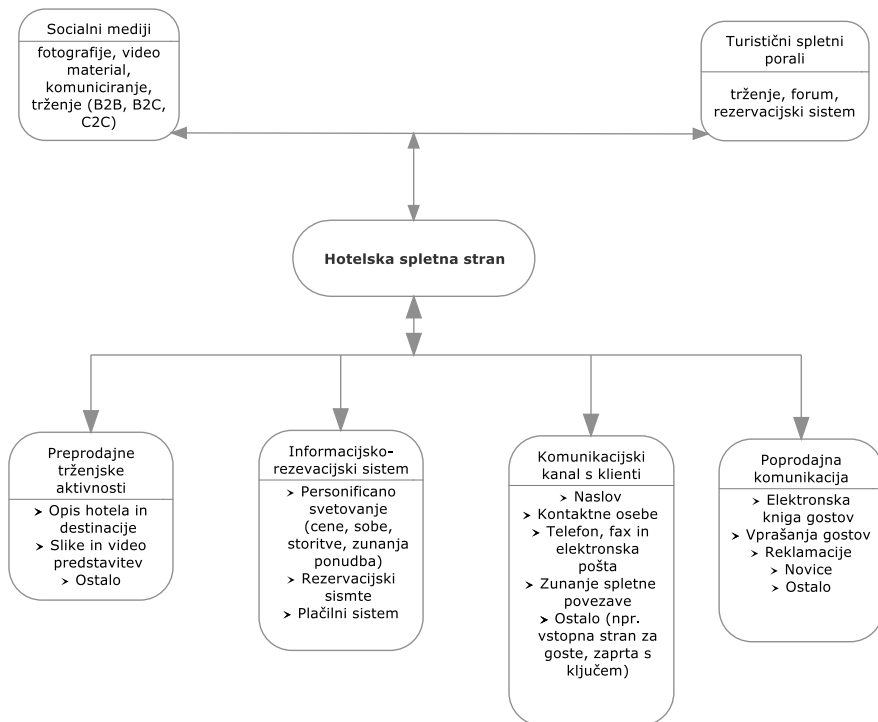 Socialni mediji
fotografije, video
material,
komuniciranje,
trženje (B2B, B2C,
C2C)
Turistični spletni
porali
trženje, forum,
rezervacijski sistem
Hotelska spletna stran
Preprodajne
trženjske
aktivnosti
➤ Opis hotela in
destinacije
➤ Slike in video
predstavitev
➤ Ostalo
Informacijsko-
rezevacijski sistem
➤ Personificano
svetovanje
(cene, sobe,
storitve, zunanja
ponudba)
➤ Rezervacijski
sismte
➤ Plačilni sistem
Komunikacijski
kanal s klienti
➤ Naslov
➤ Kontaktne osebe
➤ Telefon, fax in
elektronska
pošta
➤ Zunanje spletne
povezave
➤ Ostalo (npr.
vstopna stran za
goste, zaprta s
ključem)
Poprodajna
komunikacija
➤ Elektronska
kniga gostov
➤ Vprašanja gostov
➤ Reklamacije
➤ Novice
➤ Ostalo